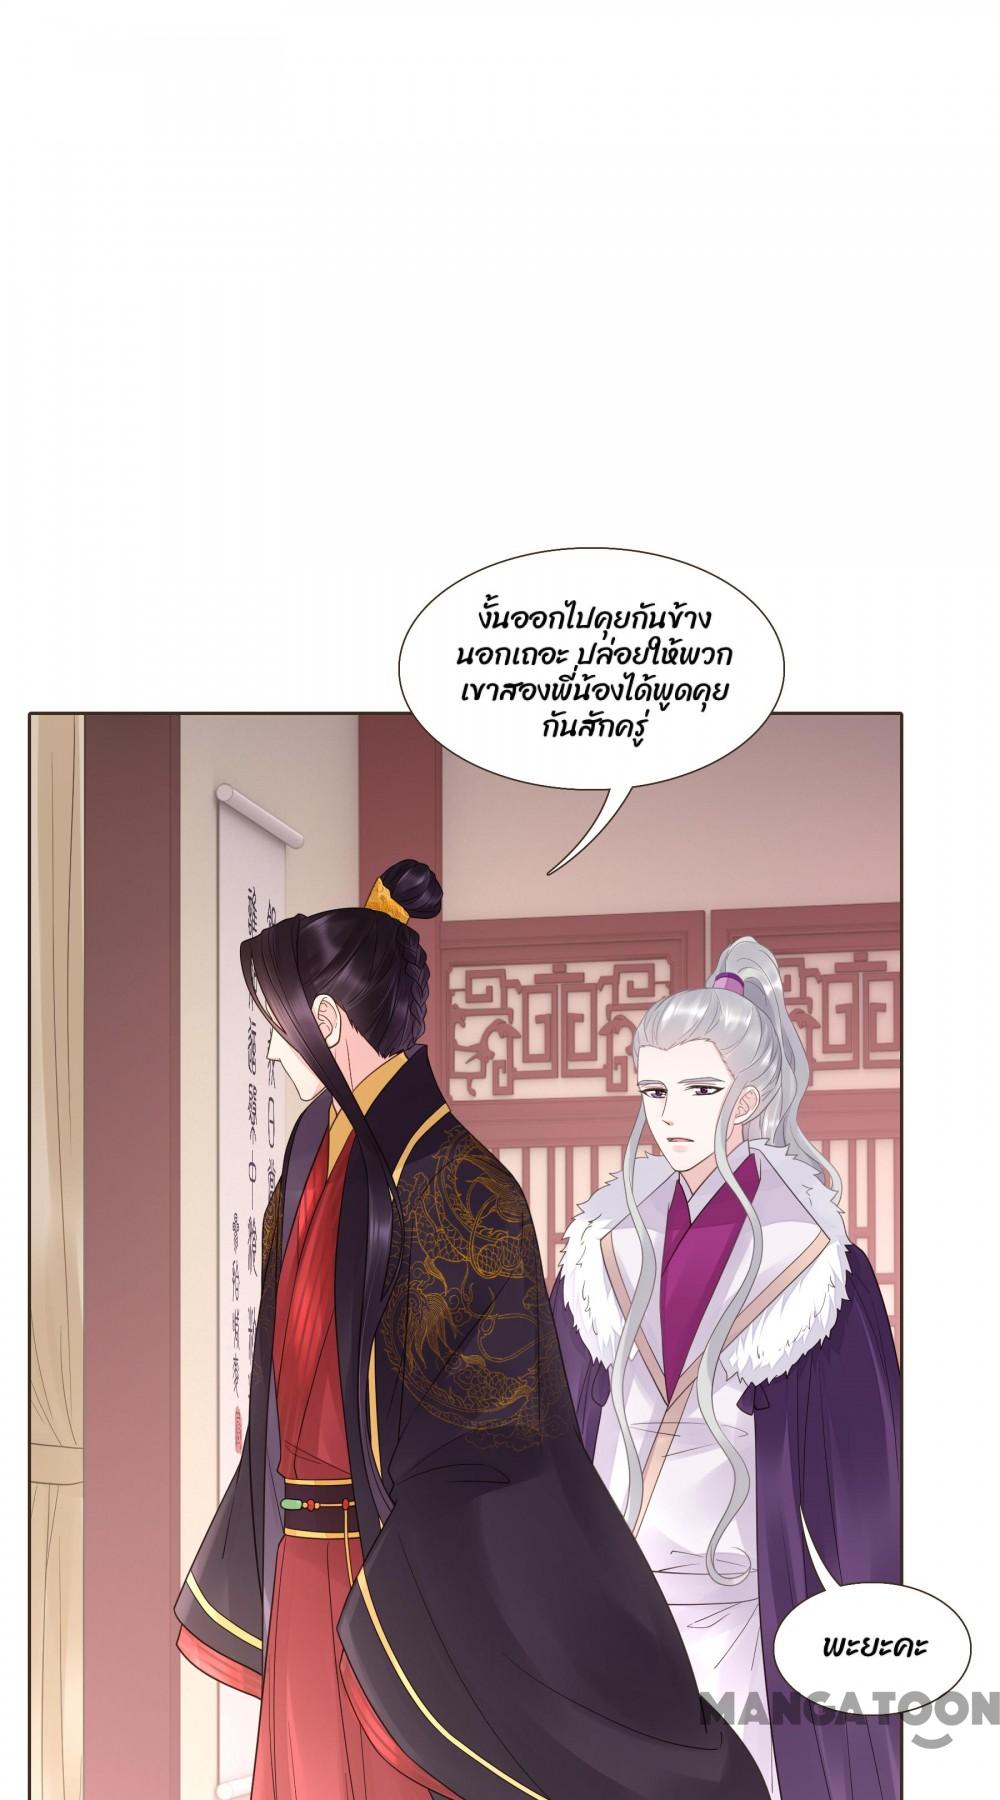 งั้นออกไปคุยกันข้าง
นอกเถอะ ปล่อยให้พวก
เขาสองพี่น้องได้พูดคุย
กันสักครู่
พะยะคะ
MANGATOON